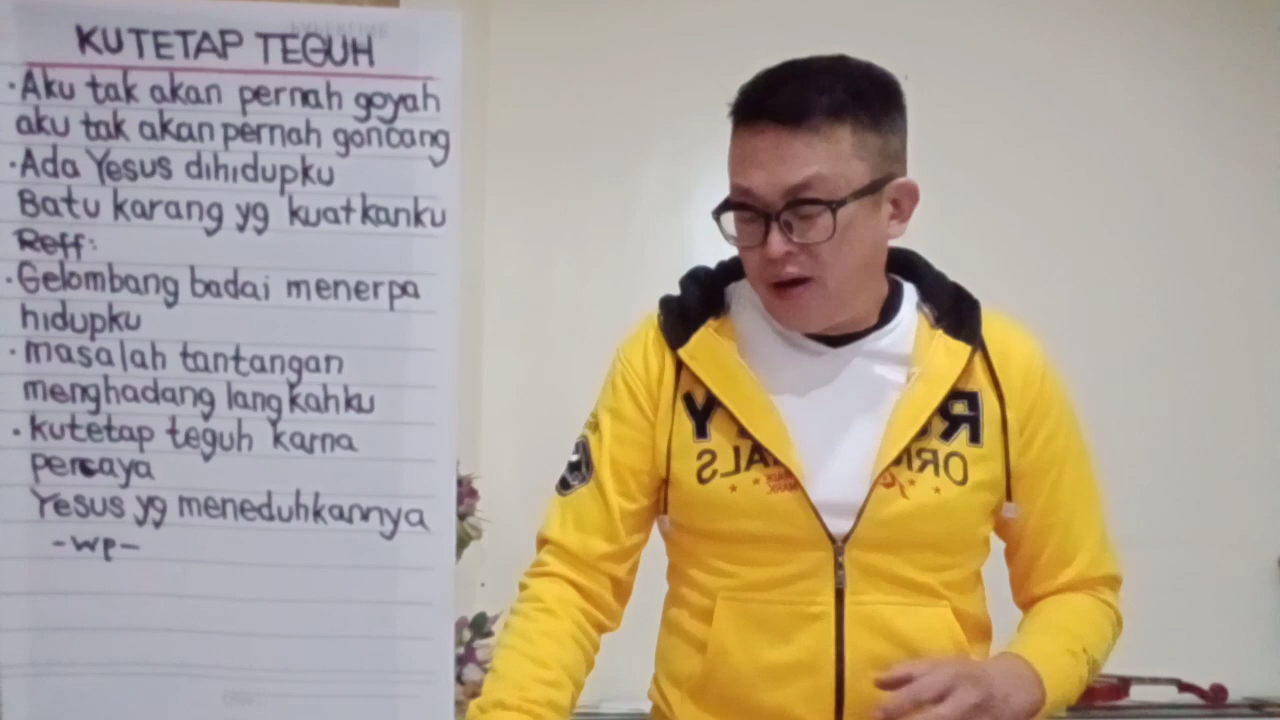 KUTETAP TEGUH
· Aku tak akan pernah goyah
aku tak akan pernah goncang
· Ada Yesus dihidupku
Batu karang yg kuatkanku
Reff:
· Gelombang badai menerpa
hidupku
· masalah tantangan
menghadang langkahku
· kutetap teguh karna
percaya
Yesus yg meneduhkannya
-wp-